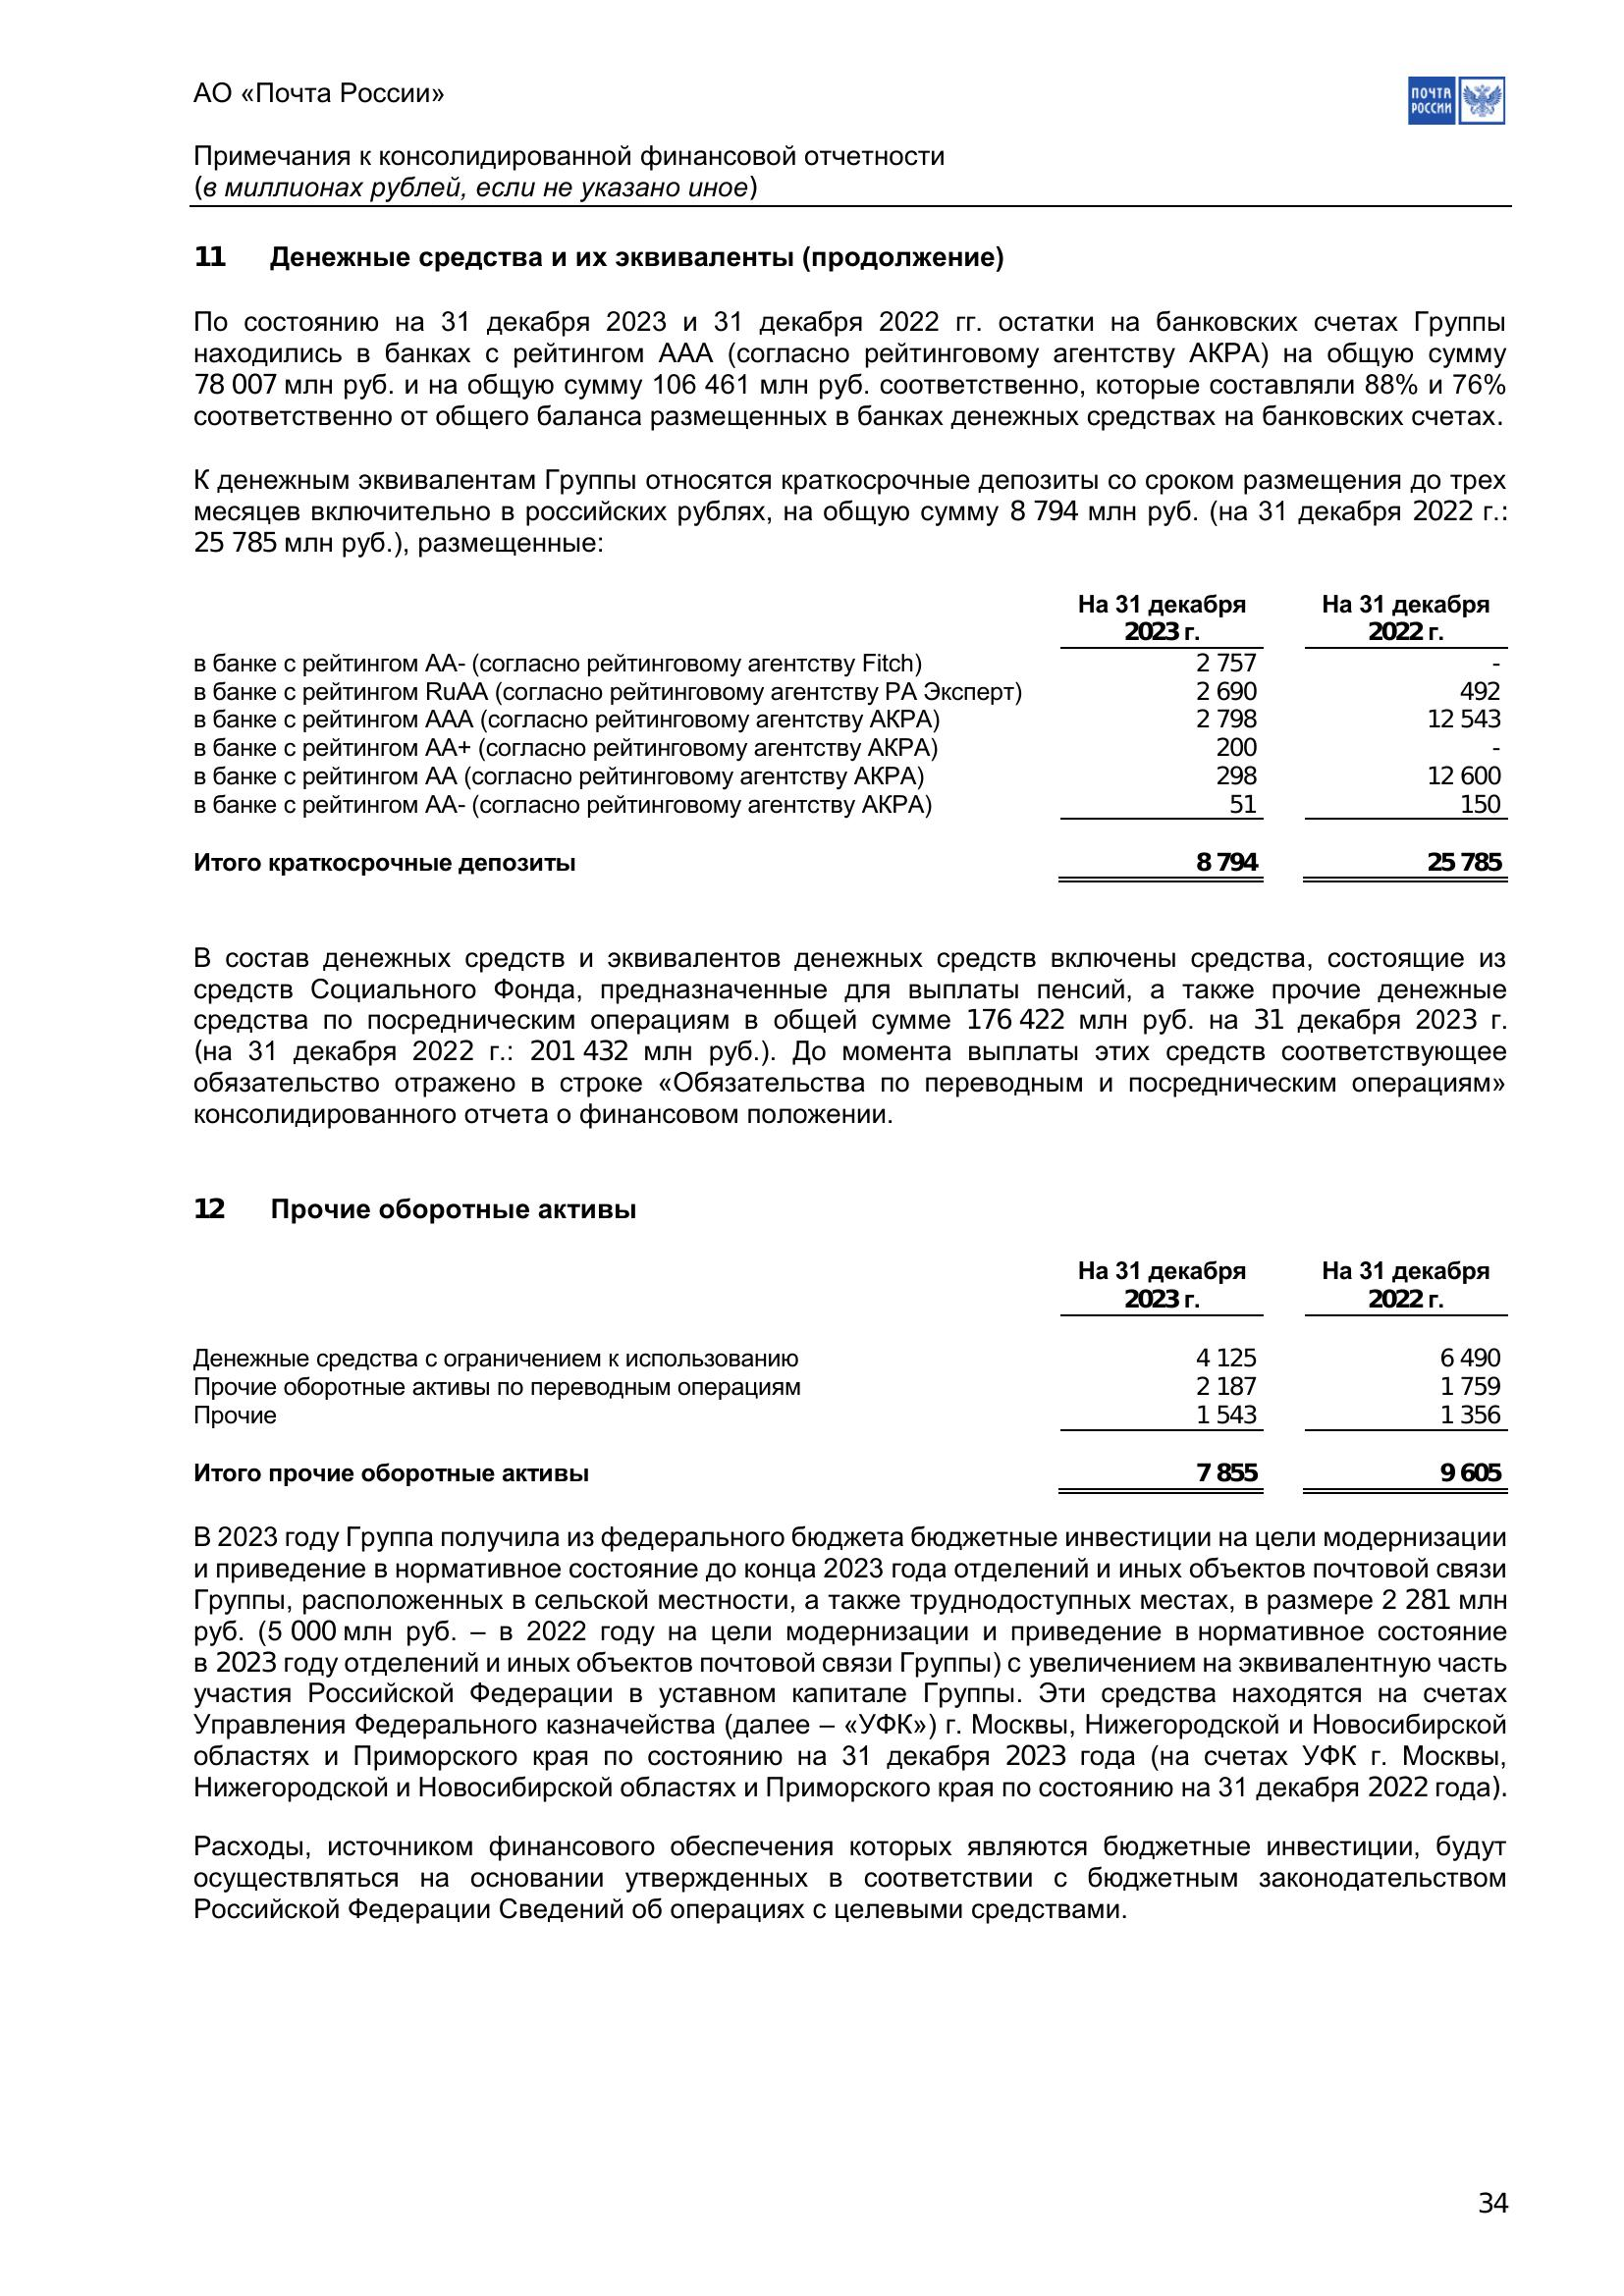 АО «Почта России»
ПОЧТА
РОССИИ
Примечания к консолидированной финансовой отчетности
(в миллионах рублей, если не указано иное)
11 Денежные средства и их эквиваленты (продолжение)
По состоянию на 31 декабря 2023 и 31 декабря 2022 гг. остатки на банковских счетах Группы
находились в банках с рейтингом AAA (согласно рейтинговому агентству АКРА) на общую сумму
78 007 млн руб. и на общую сумму 106 461 млн руб. соответственно, которые составляли 88% и 76%
соответственно от общего баланса размещенных в банках денежных средствах на банковских счетах.
К денежным эквивалентам Группы относятся краткосрочные депозиты со сроком размещения до трех
месяцев включительно в российских рублях, на общую сумму 8 794 млн руб. (на 31 декабря 2022 г.:
25 785 млн руб.), размещенные:
На 31 декабря 2023 г. На 31 декабря 2022 г.
в банке с рейтингом AA- (согласно рейтинговому агентству Fitch) 2 757 -
в банке с рейтингом RuAA (согласно рейтинговому агентству РА Эксперт) 2 690 492
в банке с рейтингом AAA (согласно рейтинговому агентству АКРА) 2 798 12 543
в банке с рейтингом AA+ (согласно рейтинговому агентству АКРА) 200 -
в банке с рейтингом AA (согласно рейтинговому агентству АКРА) 298 12 600
в банке с рейтингом AA- (согласно рейтинговому агентству АКРА) 51 150
Итого краткосрочные депозиты 8 794 25 785
В состав денежных средств и эквивалентов денежных средств включены средства, состоящие из
средств Социального Фонда, предназначенные для выплаты пенсий, а также прочие денежные
средства по посредническим операциям в общей сумме 176 422 млн руб. на 31 декабря 2023 г.
(на 31 декабря 2022 г.: 201 432 млн руб.). До момента выплаты этих средств соответствующее
обязательство отражено в строке «Обязательства по переводным и посредническим операциям»
консолидированного отчета о финансовом положении.
12 Прочие оборотные активы
На 31 декабря 2023 г. На 31 декабря 2022 г.
Денежные средства с ограничением к использованию 4 125 6 490
Прочие оборотные активы по переводным операциям 2 187 1 759
Прочие 1 543 1 356
Итого прочие оборотные активы 7 855 9 605
В 2023 году Группа получила из федерального бюджета бюджетные инвестиции на цели модернизации
и приведение в нормативное состояние до конца 2023 года отделений и иных объектов почтовой связи
Группы, расположенных в сельской местности, а также труднодоступных местах, в размере 2 281 млн
руб. (5 000 млн руб. – в 2022 году на цели модернизации и приведение в нормативное состояние
в 2023 году отделений и иных объектов почтовой связи Группы) с увеличением на эквивалентную часть
участия Российской Федерации в уставном капитале Группы. Эти средства находятся на счетах
Управления Федерального казначейства (далее – «УФК») г. Москвы, Нижегородской и Новосибирской
областях и Приморского края по состоянию на 31 декабря 2023 года (на счетах УФК г. Москвы,
Нижегородской и Новосибирской областях и Приморского края по состоянию на 31 декабря 2022 года).
Расходы, источником финансового обеспечения которых являются бюджетные инвестиции, будут
осуществляться на основании утвержденных в соответствии с бюджетным законодательством
Российской Федерации Сведений об операциях с целевыми средствами.
34